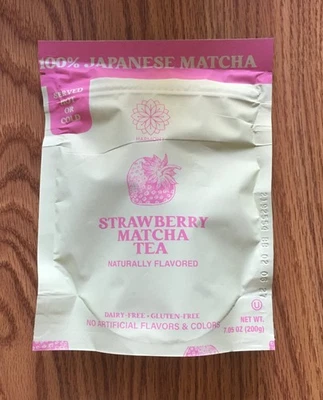 100% JAPANESE MATCHA
SERVED
HOT
OR
COLD
STRAWBERRY
MATCHA
TEA
NATURALLY FLAVORED
DAIRY-FREE • GLUTEN-FREE
NO ARTIFICIAL FLAVORS & COLORS
NET WT.
7.05 OZ (200g)
U